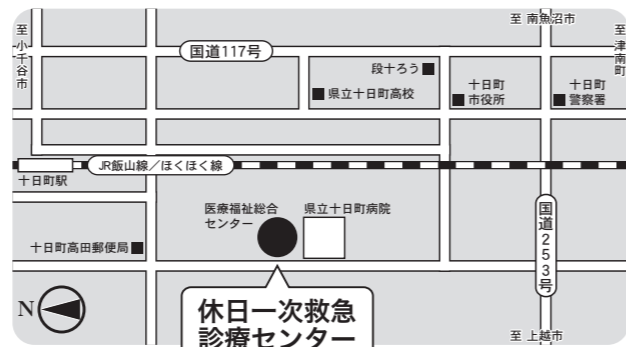 至 南魚沼市
至 小千谷市
至 津南町
国道117号
段十ろう
県立十日町高校
十日町
市役所
十日町
警察署
JR飯山線／ほくほく線
十日町駅
医療福祉総合
センター
県立十日町病院
国道253号
十日町高田郵便局
N
休日一次救急
診療センター
至 上越市